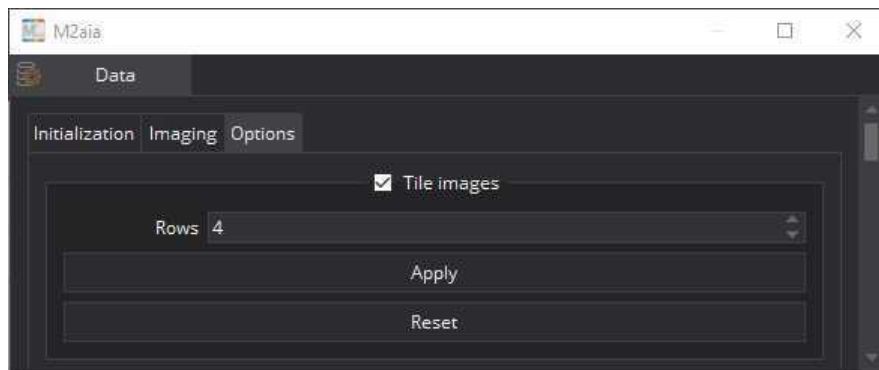 M2aia
Data
Initialization Imaging Options
Tile images
Rows 4
Apply
Reset